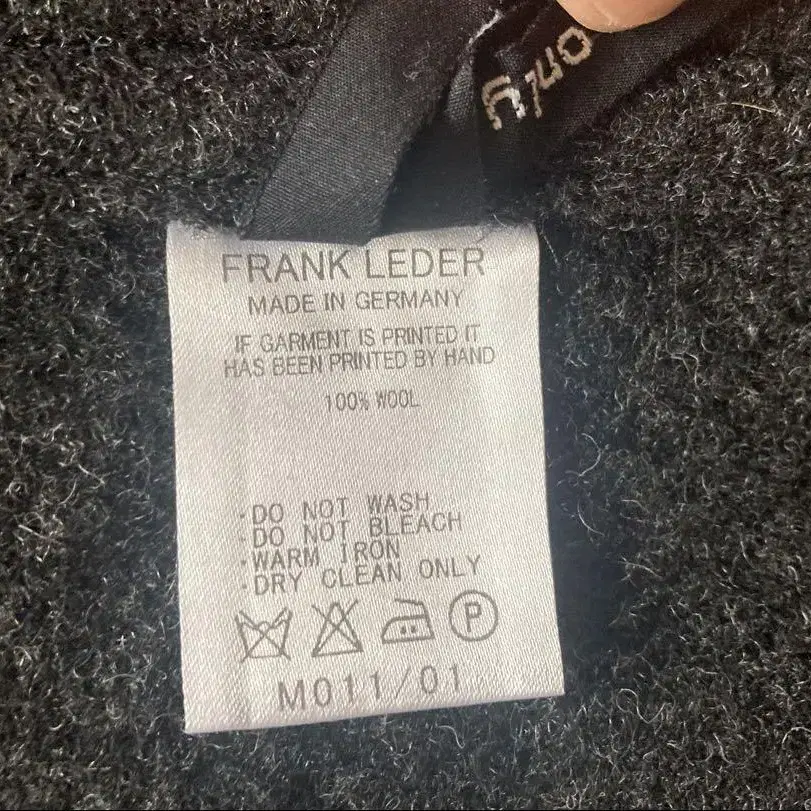 FRANK LEDER
MADE IN GERMANY
IF GARMENT IS PRINTED IT
HAS BEEN PRINTED BY HAND
100% WOOL
·DO NOT WASH
·DO NOT BLEACH
·WARM IRON
·DRY CLEAN ONLY
P
M011/01